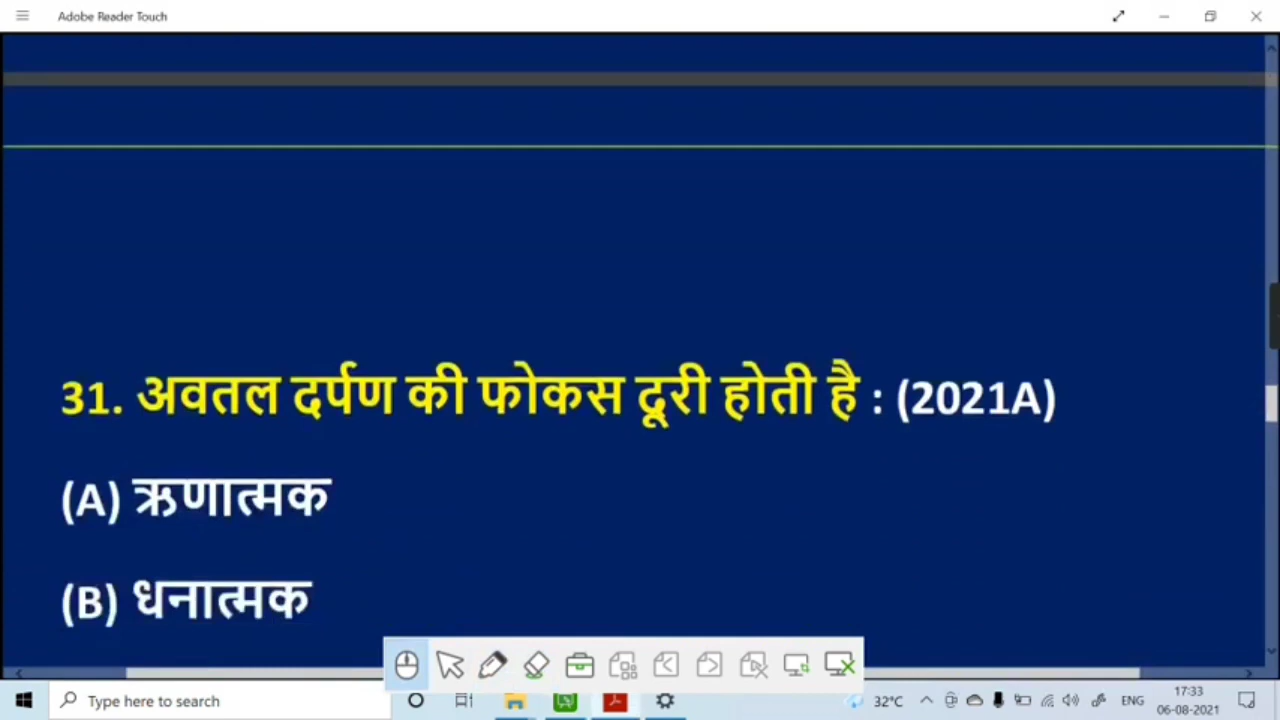 Adobe Reader Touch
31. अवतल दर्पण की फोकस दूरी होती है : (2021A)
(A) ऋणात्मक
(B) धनात्मक
Type here to search
32°C
ENG
17:33
06-08-2021